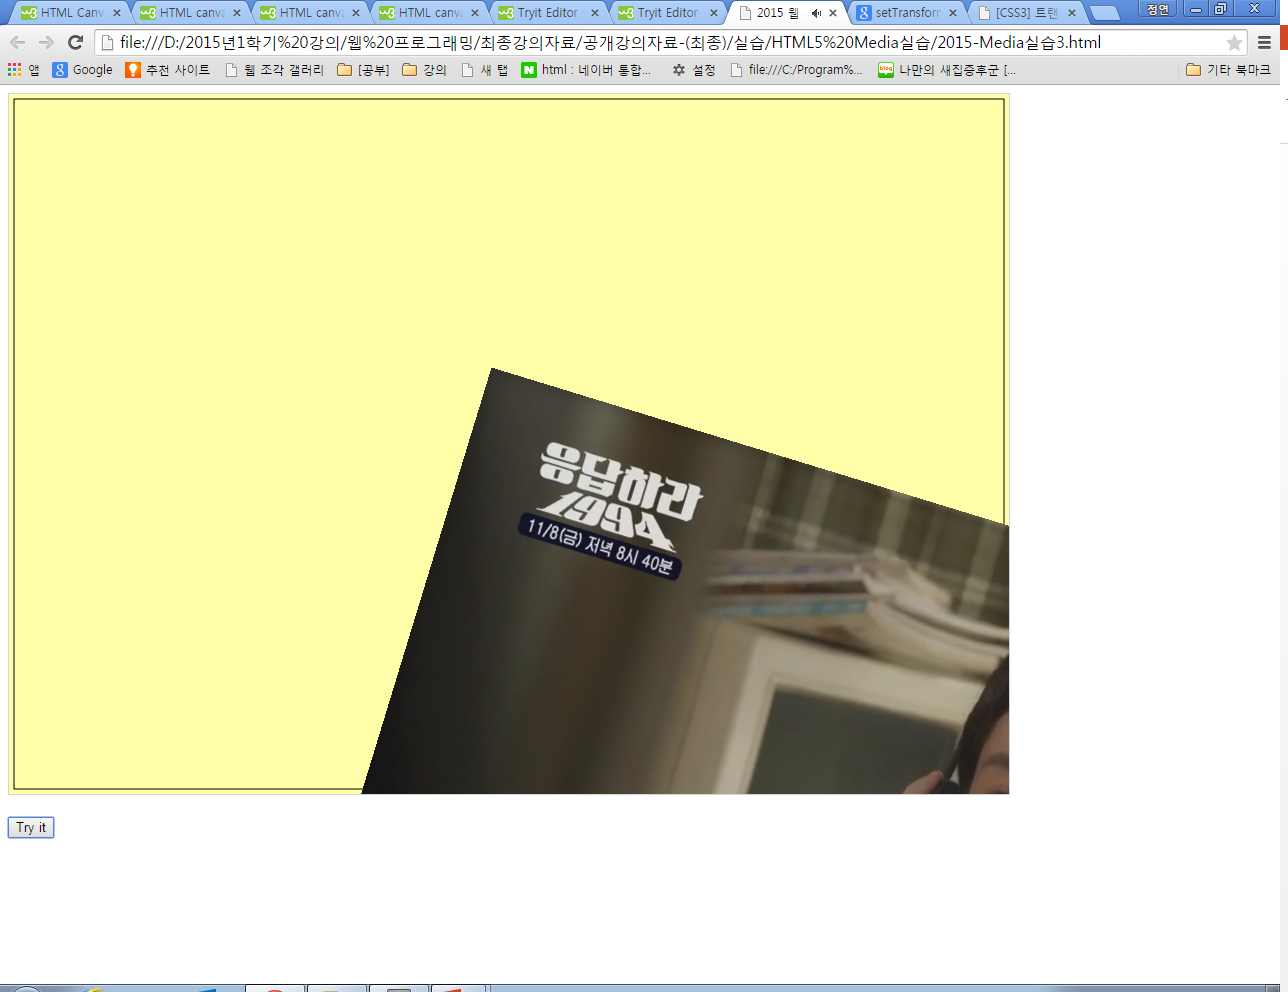 HTML Canv
HTML canva
HTML canva
HTML canva
Tryit Editor
Tryit Editor
2015 웹
setTransform
[CSS3] 트랜
정연
file:///D:/2015년1학기%20강의/웹%20프로그래밍/최종강의자료/공개강의자료-(최종)/실습/HTML5%20Media실습/2015-Media실습3.html
앱
Google
추천 사이트
웹 조각 갤러리
[공부]
강의
새 탭
html : 네이버 통합...
설정
file:///C:/Program%...
나만의 새집증후군 [...
기타 북마크
응답하라
1994
11/8(금) 저녁 8시 40분
Try it